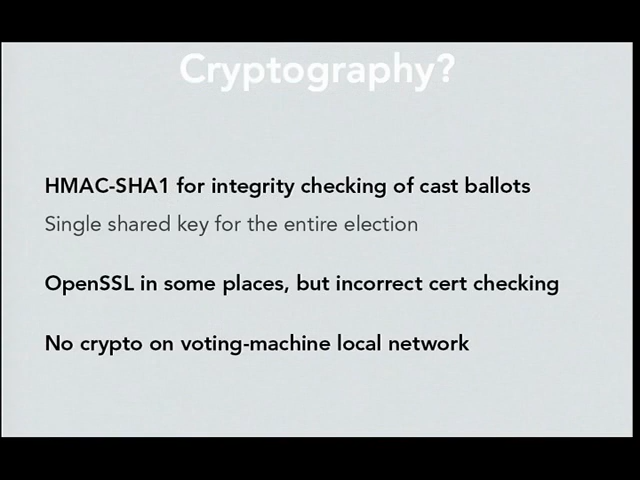 Cryptography?
HMAC-SHA1 for integrity checking of cast ballots
Single shared key for the entire election
OpenSSL in some places, but incorrect cert checking
No crypto on voting-machine local network